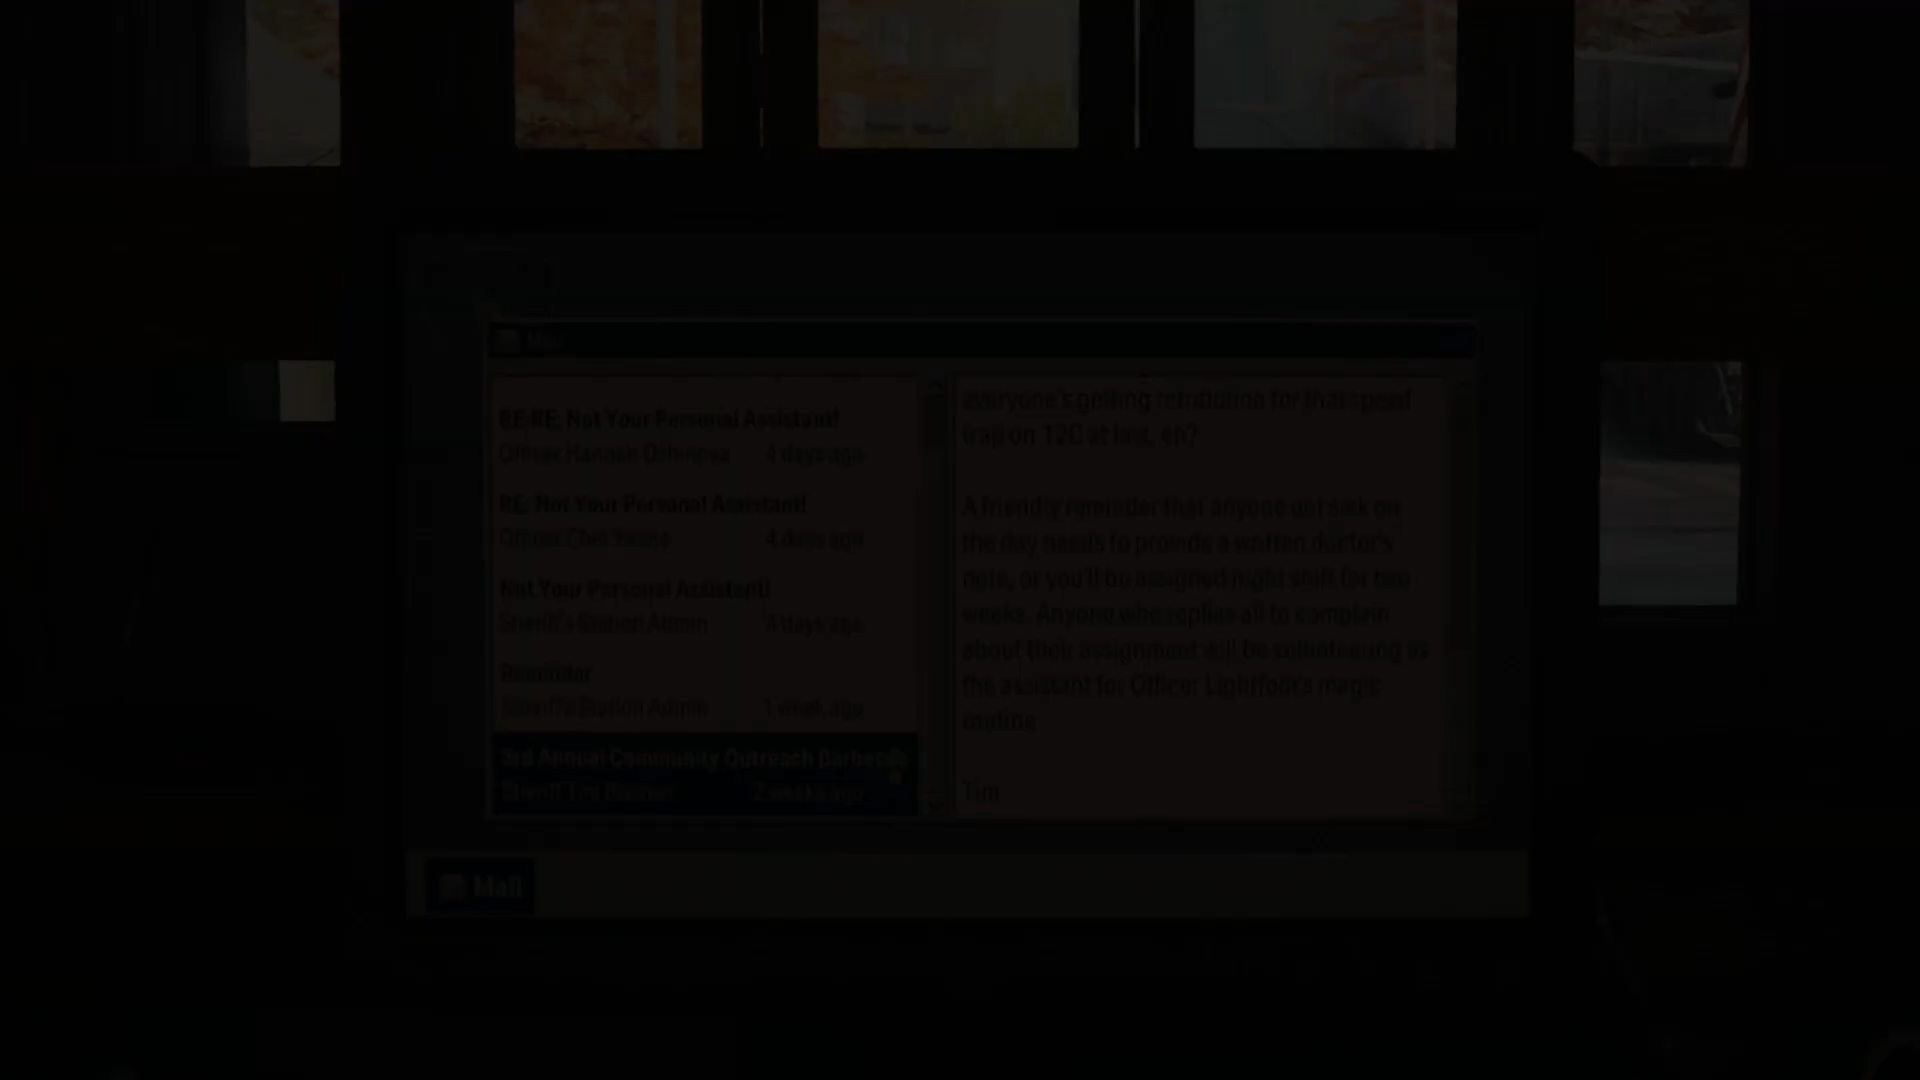 Mail
RE:RE: Not Your Personal Assistant!
Officer Hannah 4 days ago
RE: Not Your Personal Assistant!
Officer Chet 4 days ago
Not Your Personal Assistant!
Sheriff's Station Admin 4 days ago
Reminder
Sheriff's Station Admin 1 week ago
3rd Annual Community Outreach
Sheriff Tim 2 weeks ago
everyone's getting retribution for that speed
trap on 120 at last, eh?
A friendly reminder that anyone out sick on
the day needs to provide a written doctor's
note, or you'll be assigned night shift for two
weeks. Anyone who replies all to complain
about their assignment will be volunteering as
the assistant for Officer Lightfoot's magic
routine.
Tim
Mail